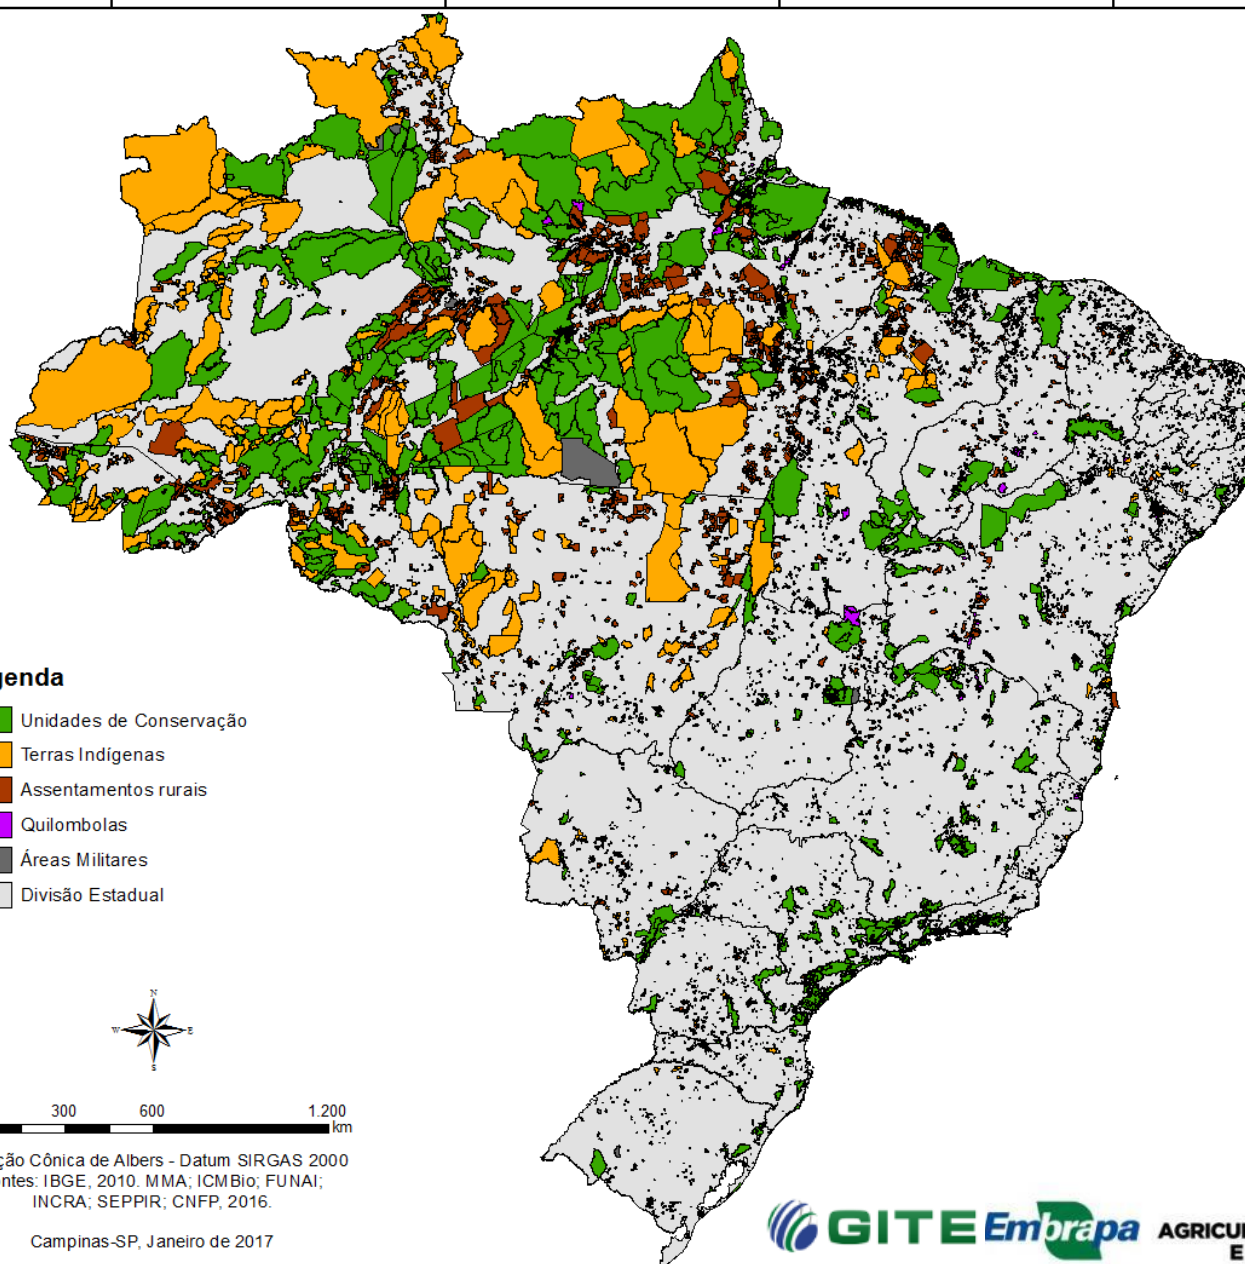 genda
Unidades de Conservação
Terras Indígenas
Assentamentos rurais
Quilombolas
Áreas Militares
Divisão Estadual
N
W E
S
300 600 1.200
km
ção Cônica de Albers - Datum SIRGAS 2000
ntes: IBGE, 2010. MMA; ICMBio; FUNAI;
INCRA; SEPPIR; CNFP, 2016.
Campinas-SP, Janeiro de 2017
GITE Embrapa AGRICU
E